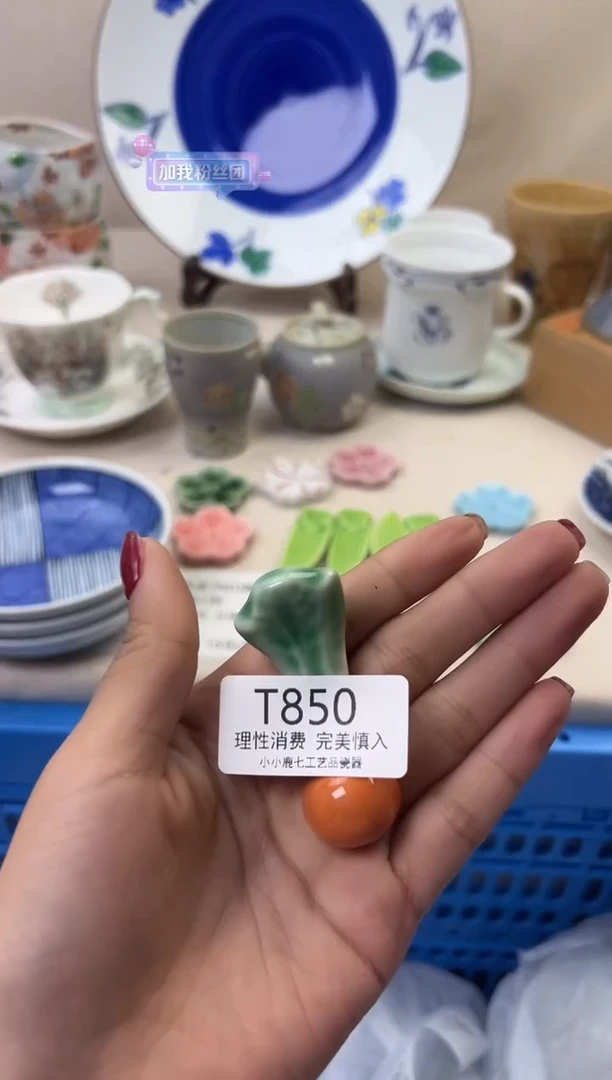 加我粉丝团
T850
理性消费 完美慎入
小小鹿七工艺品瓷器